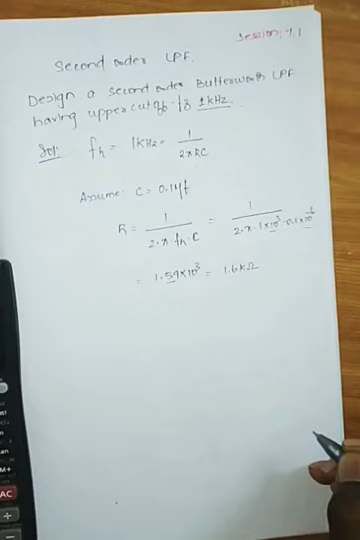 Session: 4.1
Second order LPF.
Design a second order Butterworth LPF
having upper cut off fz 1kHz.
Sol: fh = 1kHz = 1 / 2πRC
Assume: C = 0.1μf
R = 1 / 2·π·fh·C = 1 / 2·π·1×10³·0.1×10⁻⁶
= 1.59×10³ = 1.6kΩ
M+
AC
÷